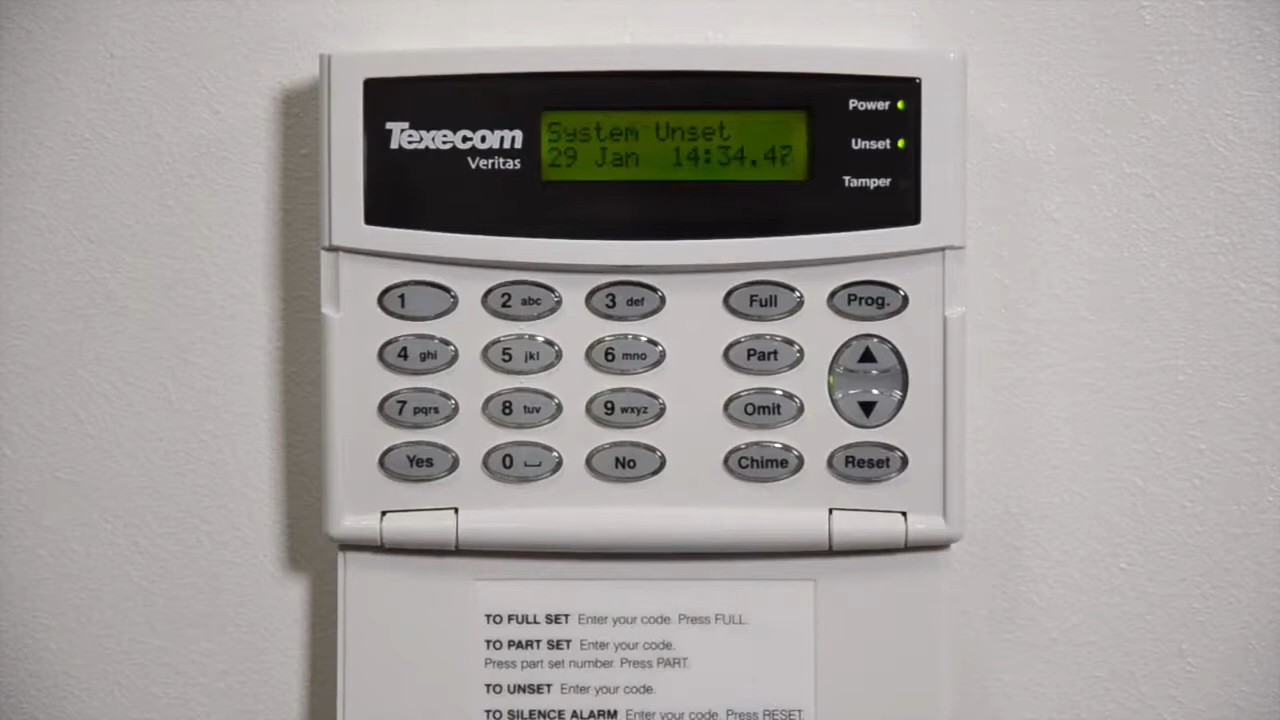 Texecom
Veritas
System Unset
29 Jan 14:34.47
Power
Unset
Tamper
1
2 abc
3 def
Full
Prog.
4 ghi
5 jkl
6 mno
Part
7 pqrs
8 tuv
9 wxyz
Omit
Yes
0
No
Chime
Reset
TO FULL SET Enter your code. Press FULL.
TO PART SET Enter your code.
Press part set number. Press PART.
TO UNSET Enter your code.
TO SILENCE ALARM Enter your code. Press RESET